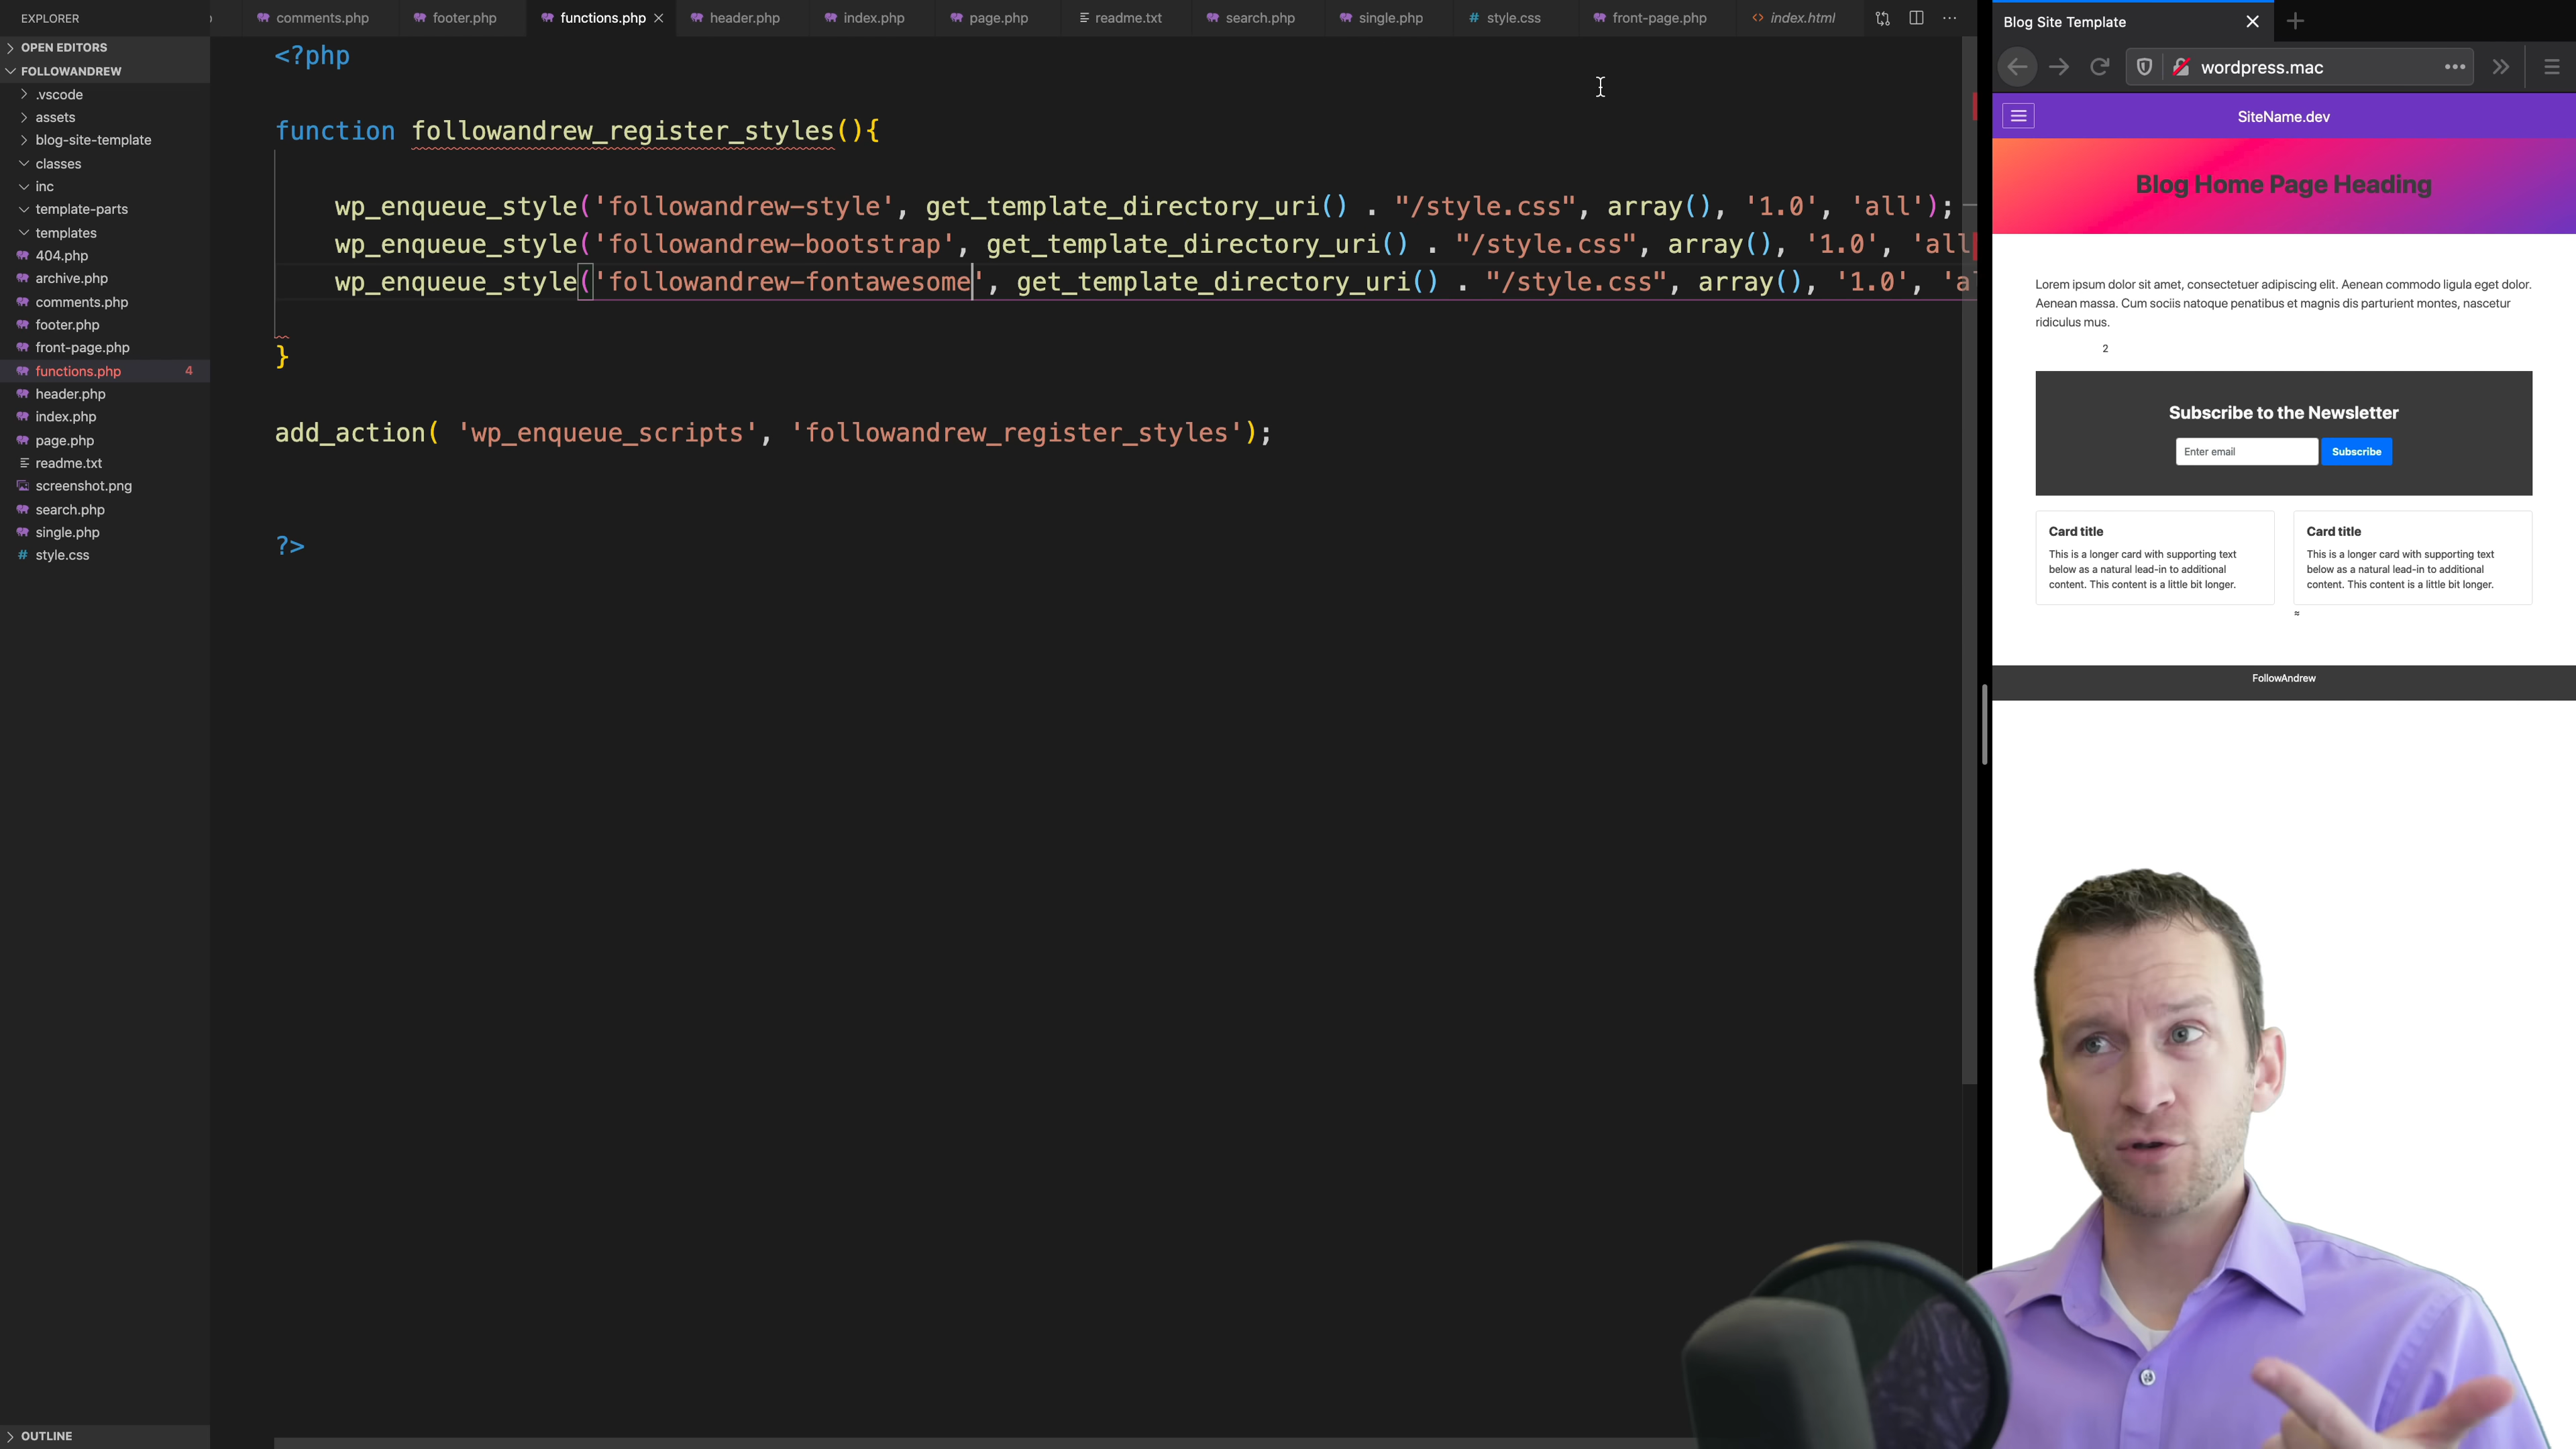 EXPLORER
OPEN EDITORS
FOLLOWANDREW
.vscode
assets
blog-site-template
classes
inc
template-parts
templates
404.php
archive.php
comments.php
footer.php
front-page.php
functions.php 4
header.php
index.php
page.php
readme.txt
screenshot.png
search.php
single.php
style.css
OUTLINE
comments.php footer.php functions.php header.php index.php page.php readme.txt search.php single.php style.css front-page.php index.html
<?php
function followandrew_register_styles(){
wp_enqueue_style('followandrew-style', get_template_directory_uri() . "/style.css", array(), '1.0', 'all');
wp_enqueue_style('followandrew-bootstrap', get_template_directory_uri() . "/style.css", array(), '1.0', 'all
wp_enqueue_style('followandrew-fontawesome', get_template_directory_uri() . "/style.css", array(), '1.0', 'a
}
add_action( 'wp_enqueue_scripts', 'followandrew_register_styles');
?>
Blog Site Template
wordpress.mac
SiteName.dev
Blog Home Page Heading
Lorem ipsum dolor sit amet, consectetuer adipiscing elit. Aenean commodo ligula eget dolor.
Aenean massa. Cum sociis natoque penatibus et magnis dis parturient montes, nascetur
ridiculus mus.
2
Subscribe to the Newsletter
Enter email Subscribe
Card title
This is a longer card with supporting text
below as a natural lead-in to additional
content. This content is a little bit longer.
Card title
This is a longer card with supporting text
below as a natural lead-in to additional
content. This content is a little bit longer.
≈
FollowAndrew